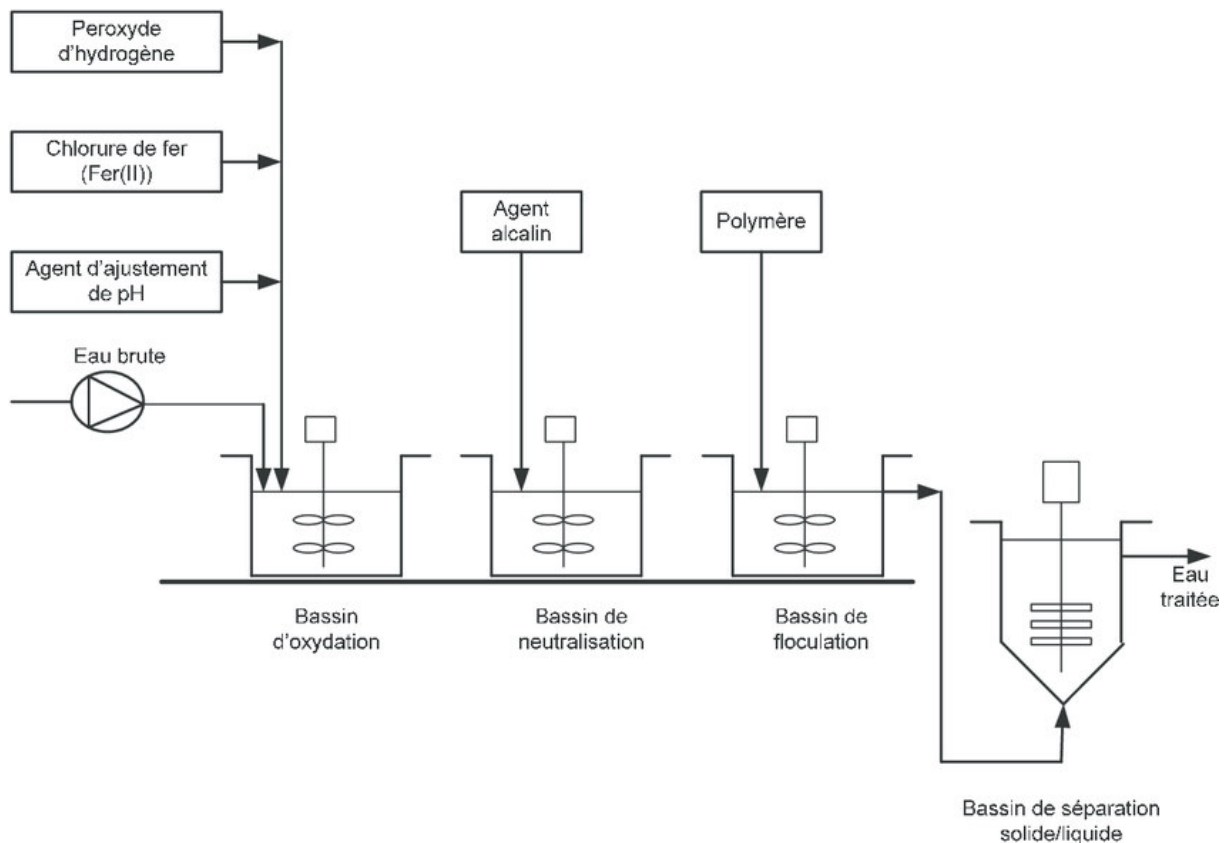 Peroxyde
d'hydrogène
Chlorure de fer
(Fer(II))
Agent d'ajustement
de pH
Eau brute
Agent
alcalin
Polymère
Bassin
d'oxydation
Bassin de
neutralisation
Bassin de
floculation
Eau
traitée
Bassin de séparation
solide/liquide